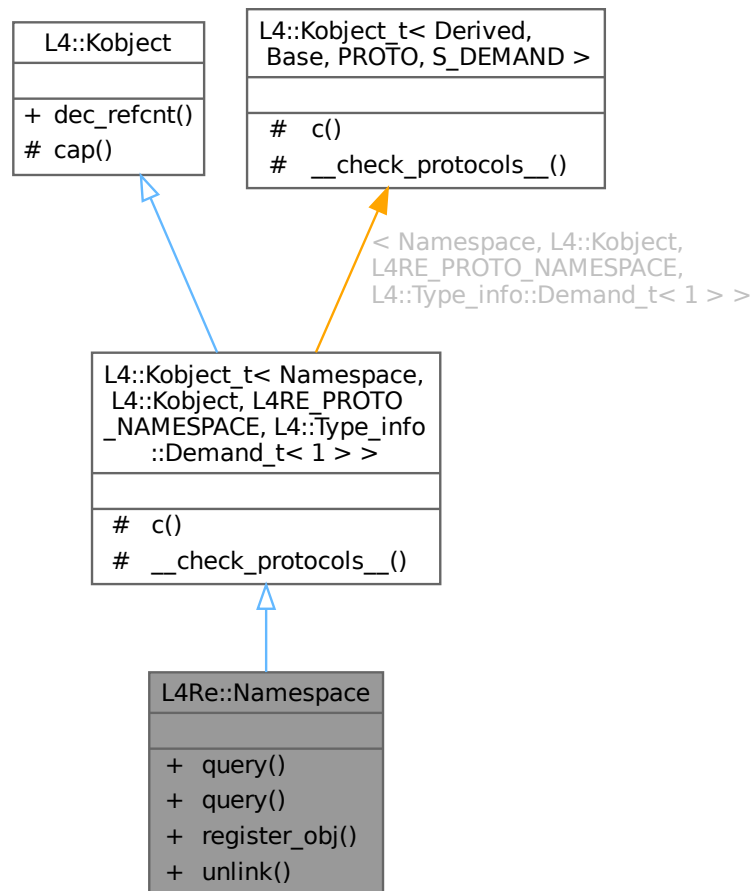 L4::Kobject
+ dec_refcnt()
# cap()
L4::Kobject_t< Derived,
Base, PROTO, S_DEMAND >
# c()
# __check_protocols__()
< Namespace, L4::Kobject,
L4RE_PROTO_NAMESPACE,
L4::Type_info::Demand_t< 1 > >
L4::Kobject_t< Namespace,
L4::Kobject, L4RE_PROTO
_NAMESPACE, L4::Type_info
::Demand_t< 1 > >
# c()
# __check_protocols__()
L4Re::Namespace
+ query()
+ query()
+ register_obj()
+ unlink()